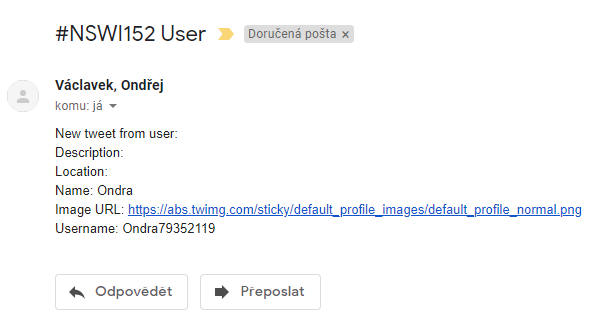 #NSWI152 User
Doručená pošta ×
Václavek, Ondřej
komu: já
New tweet from user:
Description:
Location:
Name: Ondra
Image URL: https://abs.twimg.com/sticky/default_profile_images/default_profile_normal.png
Username: Ondra79352119
Odpovědět
Přeposlat